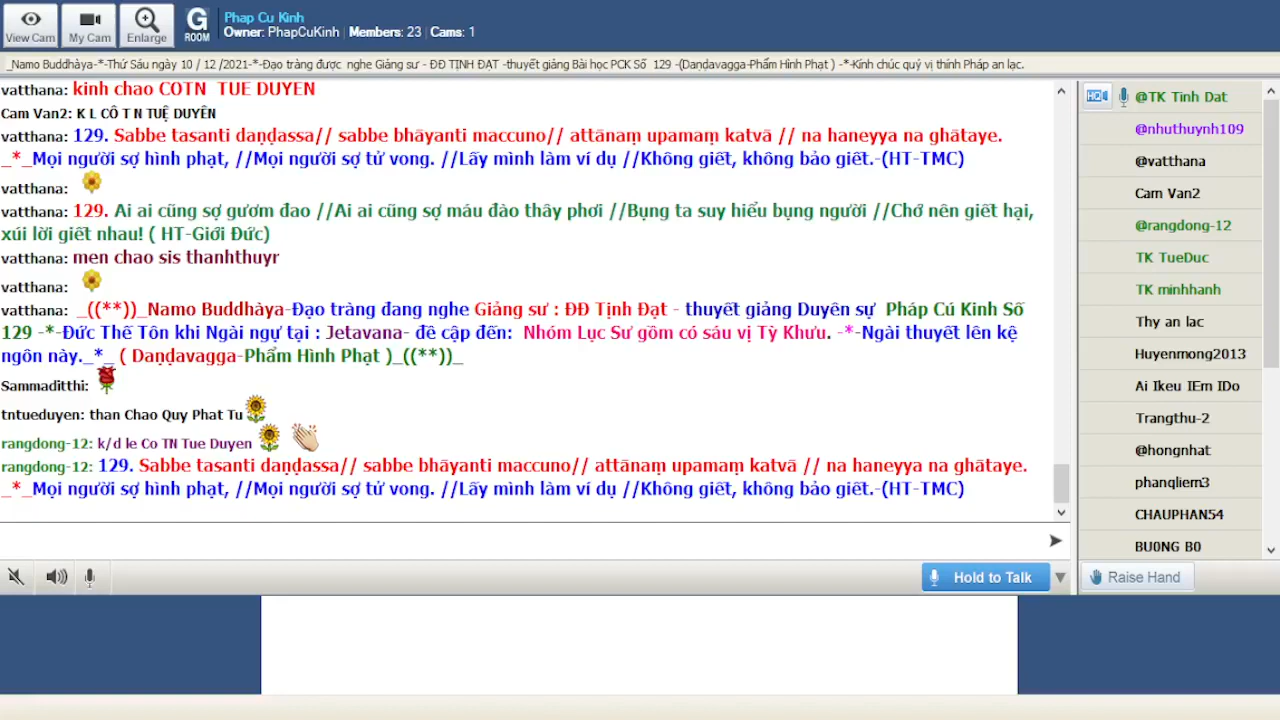 View Cam
My Cam
Enlarge
G
ROOM
Phap Cu Kinh
Owner: PhapCuKinh | Members: 23 | Cams: 1
_Namo Buddhàya-*-Thứ Sáu ngày 10 / 12 /2021-*-Đạo tràng được nghe Giảng sư - ĐĐ TỊNH ĐẠT -thuyết giảng Bài học PCK Số 129 -(Daṇḍavagga-Phẩm Hình Phạt ) -*-Kính chúc quý vị thính Pháp an lạc.
vatthana: kinh chao COTN TUE DUYEN
Cam Van2: K L CÔ T N TUỆ DUYÊN
vatthana: 129. Sabbe tasanti daṇḍassa// sabbe bhāyanti maccuno// attānaṃ upamaṃ katvā // na haneyya na ghātaye.
_*_Mọi người sợ hình phạt, //Mọi người sợ tử vong. //Lấy mình làm ví dụ //Không giết, không bảo giết.-(HT-TMC)
vatthana:
vatthana: 129. Ai ai cũng sợ gươm đao //Ai ai cũng sợ máu đào thây phơi //Bụng ta suy hiểu bụng người //Chớ nên giết hại,
xúi lời giết nhau! ( HT-Giới Đức)
vatthana: men chao sis thanhthuyr
vatthana:
vatthana: _((**))_Namo Buddhàya-Đạo tràng đang nghe Giảng sư : ĐĐ Tịnh Đạt - thuyết giảng Duyên sự Pháp Cú Kinh Số
129 -*-Đức Thế Tôn khi Ngài ngự tại : Jetavana- đề cập đến: Nhóm Lục Sư gồm có sáu vị Tỳ Khưu. -*-Ngài thuyết lên kệ
ngôn này._*_ ( Daṇḍavagga-Phẩm Hình Phạt )_((**))_
Sammaditthi:
tntueduyen: than Chao Quy Phat Tu
rangdong-12: k/d le Co TN Tue Duyen
rangdong-12: 129. Sabbe tasanti daṇḍassa// sabbe bhāyanti maccuno// attānaṃ upamaṃ katvā // na haneyya na ghātaye.
_*_Mọi người sợ hình phạt, //Mọi người sợ tử vong. //Lấy mình làm ví dụ //Không giết, không bảo giết.-(HT-TMC)
Hold to Talk
HD
@TK Tinh Dat
@nhuthuynh109
@vatthana
Cam Van2
@rangdong-12
TK TueDuc
TK minhhanh
Thy an lac
Huyenmong2013
Ai Ikeu IEm IDo
Trangthu-2
@hongnhat
phanqliem3
CHAUPHAN54
BU0NG B0
Raise Hand